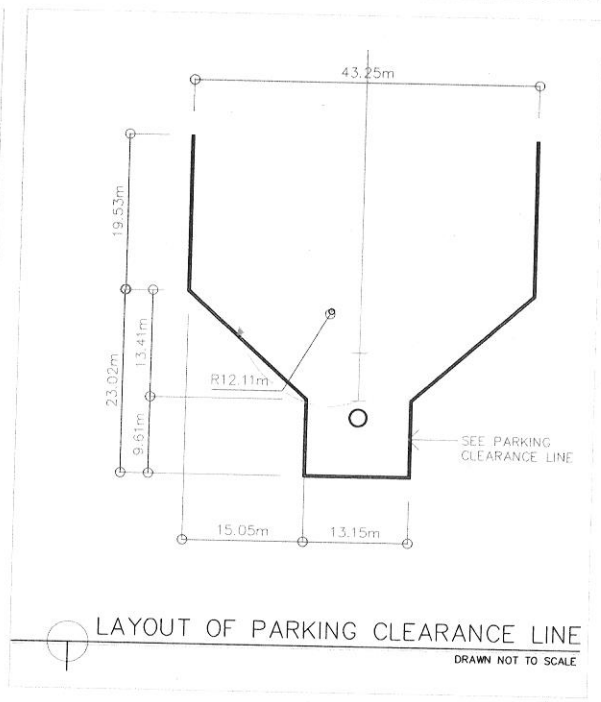 43.25m
19.53m
23.02m
13.41m
9.61m
R12.11m
SEE PARKING
CLEARANCE LINE
15.05m
13.15m
LAYOUT OF PARKING CLEARANCE LINE
DRAWN NOT TO SCALE